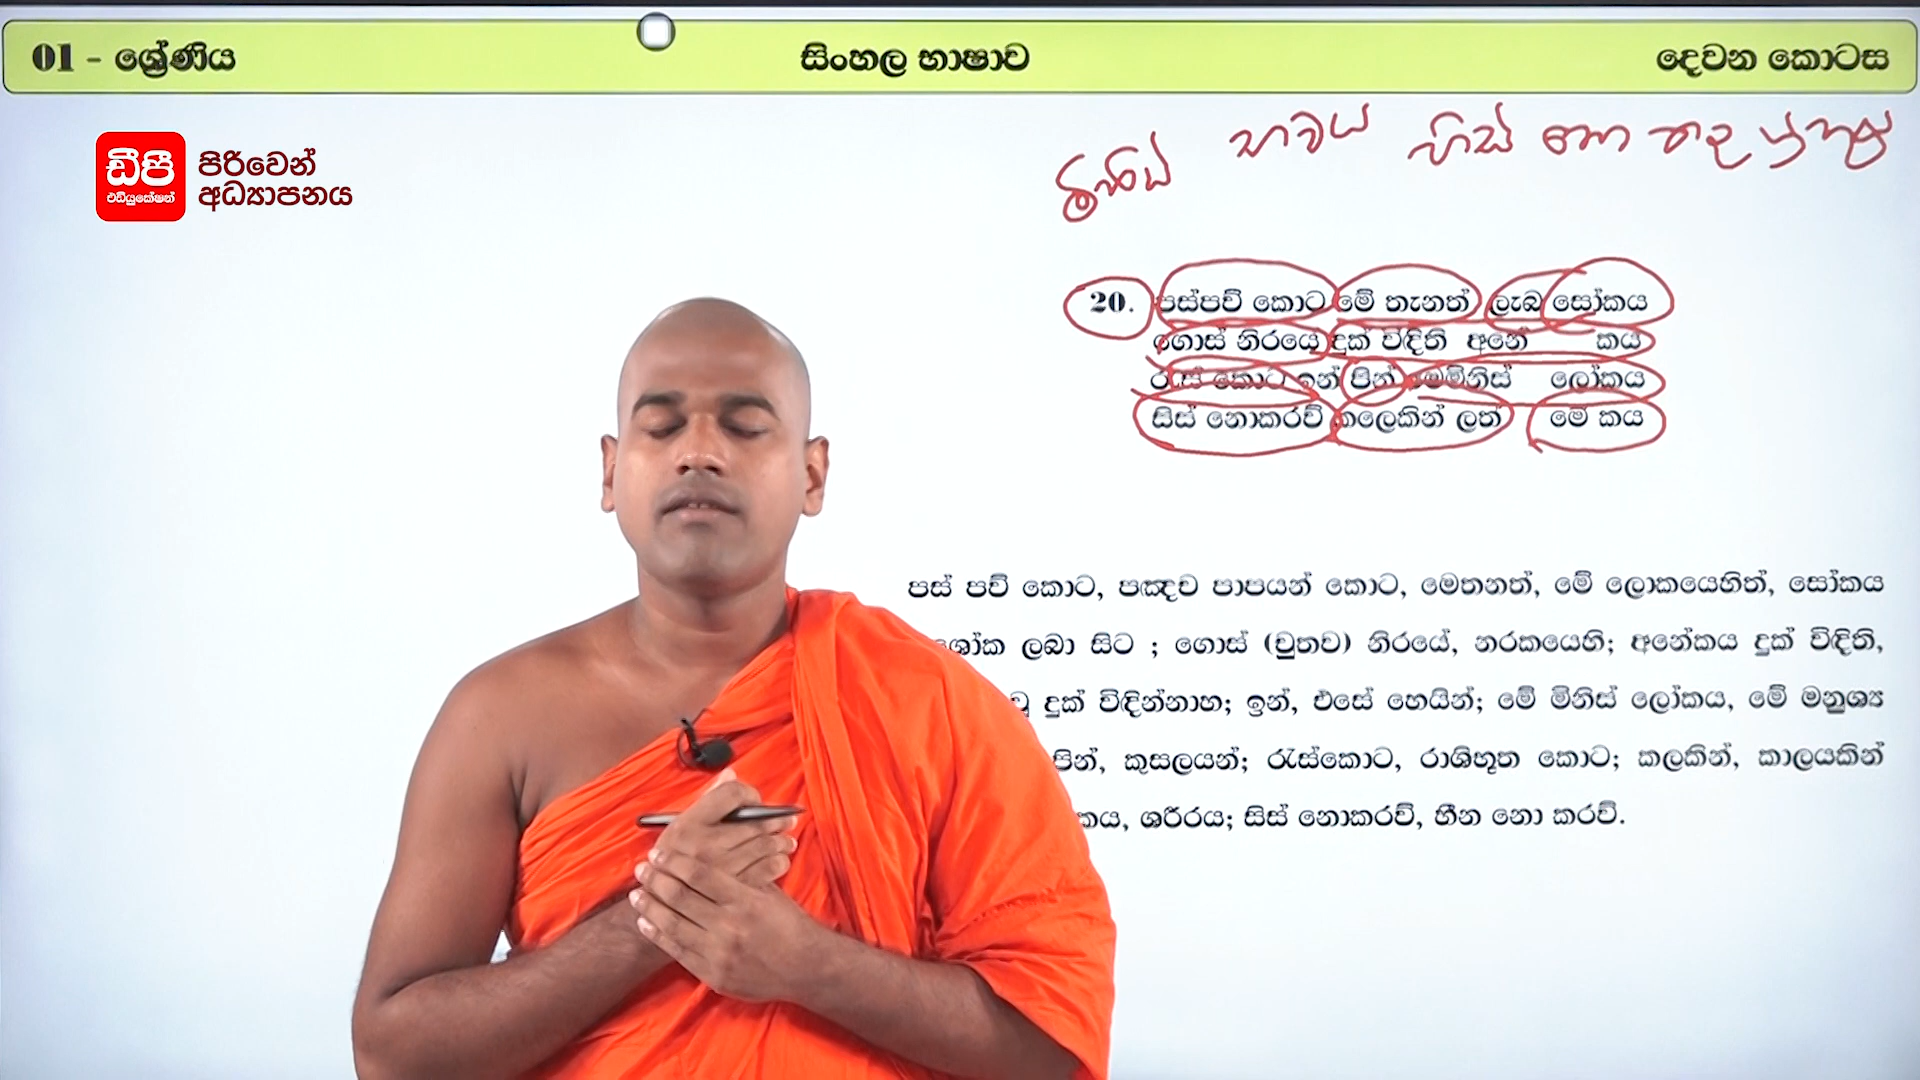 01 - ශ්‍රේණිය
සිංහල භාෂාව
දෙවන කොටස
ඩීපී
එඩියුකේෂන්
පිරිවෙන්
අධ්‍යාපනය
භවය හිස් නො
20. පස්පව් කොට මේ තැනත් ලැබ සෝකය
ගොස් නිරයෙ දුක් විඳිති අනේ කය
රැස් කොට ඉන් පින් මෙමිනිස් ලෝකය
සිස් නොකරව් කලෙකින් ලත් මේ කය
පස් පව් කොට, පඤ්ච පාපයන් කොට, මෙතනත්, මේ ලොකයෙහිත්, සෝකය
ශෝක ලබා සිට ; ගොස් (චුතව) නිරයේ, නරකයෙහි; අනේකය දුක් විඳිති,
වූ දුක් විඳින්නාහ; ඉන්, එසේ හෙයින්; මේ මිනිස් ලෝකය, මේ මනුශ්‍ය
පින්, කුසලයන්; රැස්කොට, රාශිභූත කොට; කලකින්, කාලයකින්
කය, ශරීරය; සිස් නොකරව්, හීන නො කරව්.